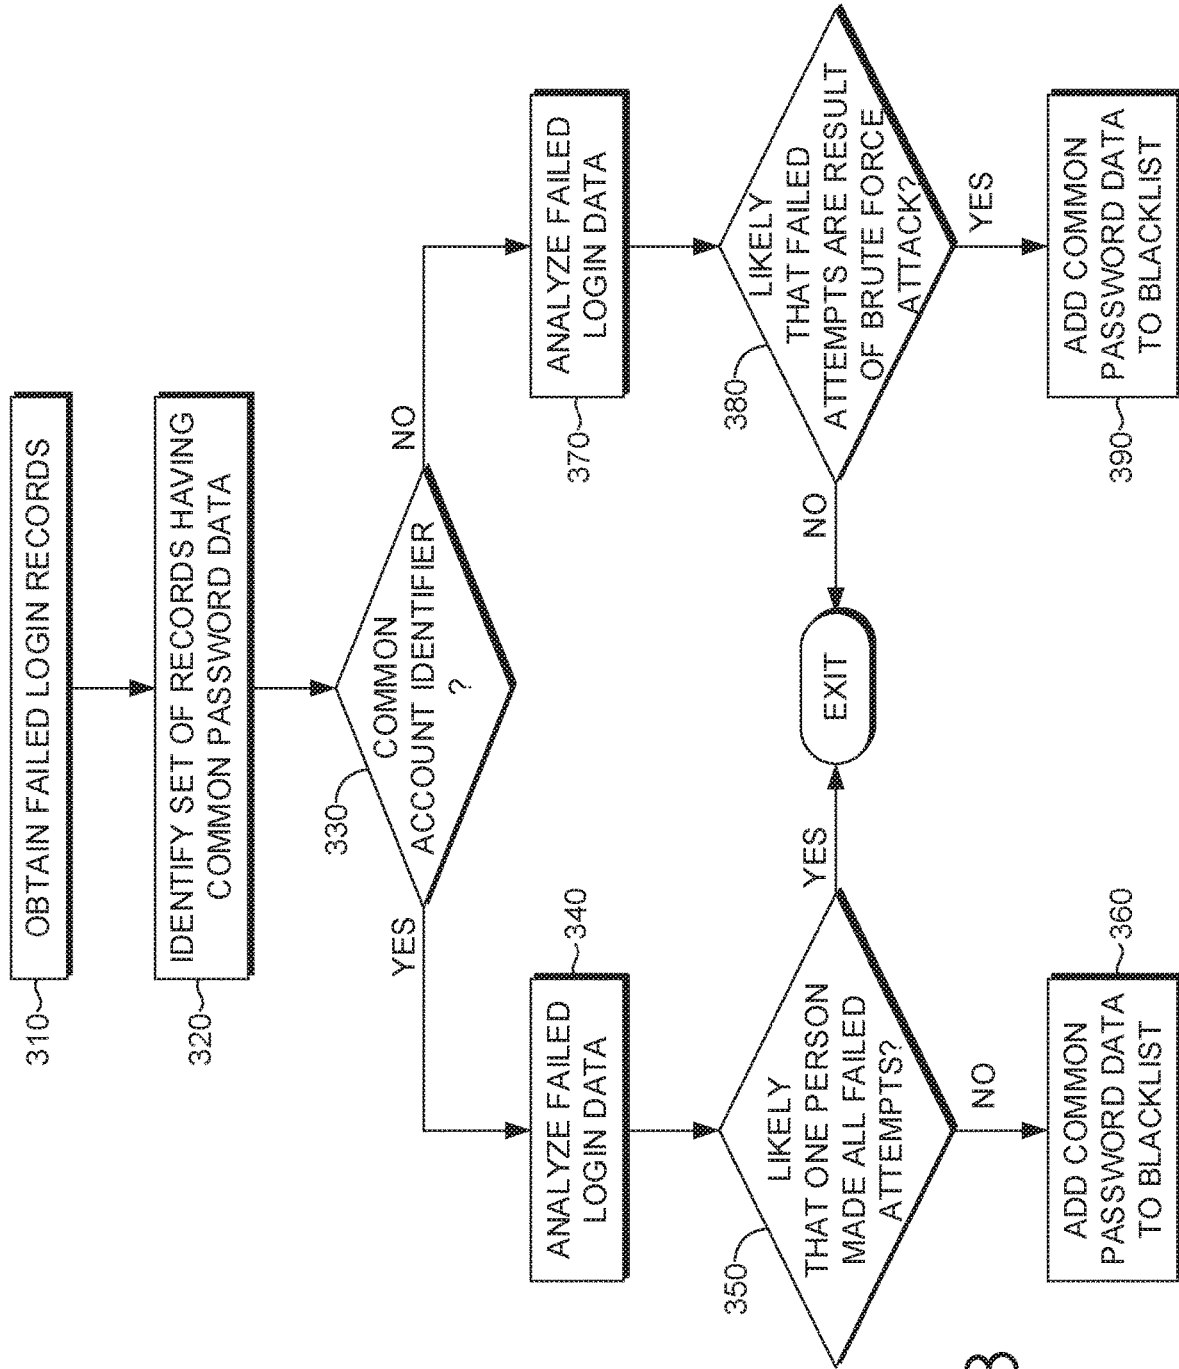 310
OBTAIN FAILED LOGIN RECORDS
320
IDENTIFY SET OF RECORDS HAVING
COMMON PASSWORD DATA
330
COMMON
ACCOUNT IDENTIFIER
?
YES
NO
ANALYZE FAILED
LOGIN DATA
340
350
LIKELY
THAT ONE PERSON
MADE ALL FAILED
ATTEMPTS?
YES
NO
ADD COMMON
PASSWORD DATA
TO BLACKLIST
360
EXIT
370
ANALYZE FAILED
LOGIN DATA
380
LIKELY
THAT FAILED
ATTEMPTS ARE RESULT
OF BRUTE FORCE
ATTACK?
NO
YES
390
ADD COMMON
PASSWORD DATA
TO BLACKLIST